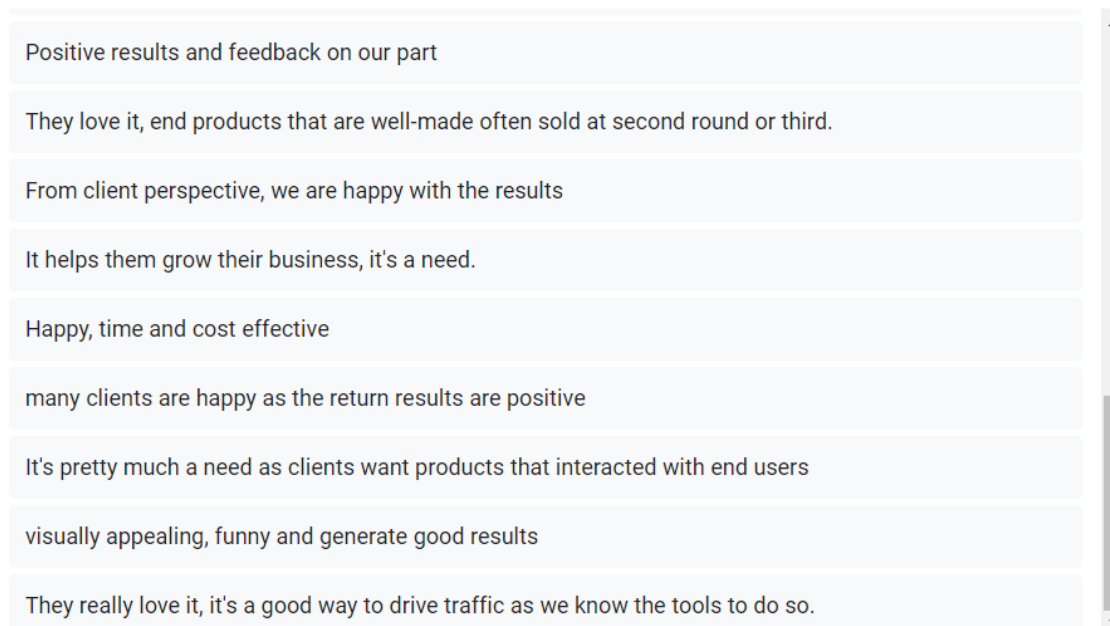 Positive results and feedback on our part
They love it, end products that are well-made often sold at second round or third.
From client perspective, we are happy with the results
It helps them grow their business, it's a need.
Happy, time and cost effective
many clients are happy as the return results are positive
It's pretty much a need as clients want products that interacted with end users
visually appealing, funny and generate good results
They really love it, it's a good way to drive traffic as we know the tools to do so.